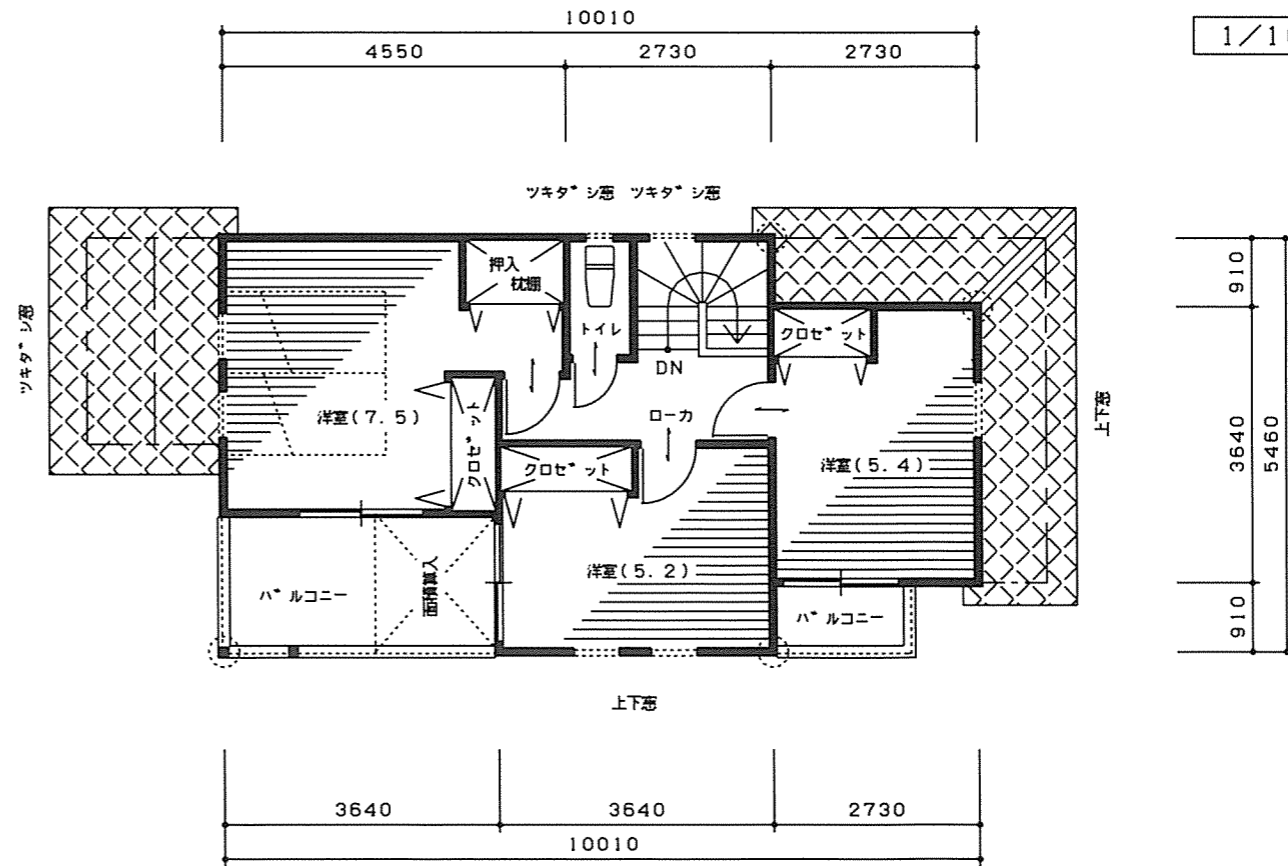 10010
1/1
4550
2730
2730
ツキダシ窓
ツキダシ窓
押入
枕棚
トイレ
クロゼット
DN
ツキダシ窓
洋室(7.5)
クロゼット
ローカ
クロゼット
洋室(5.4)
上下窓
910
3640
5460
910
洋室(5.2)
バルコニー
面積算入
バルコニー
上下窓
3640
3640
2730
10010